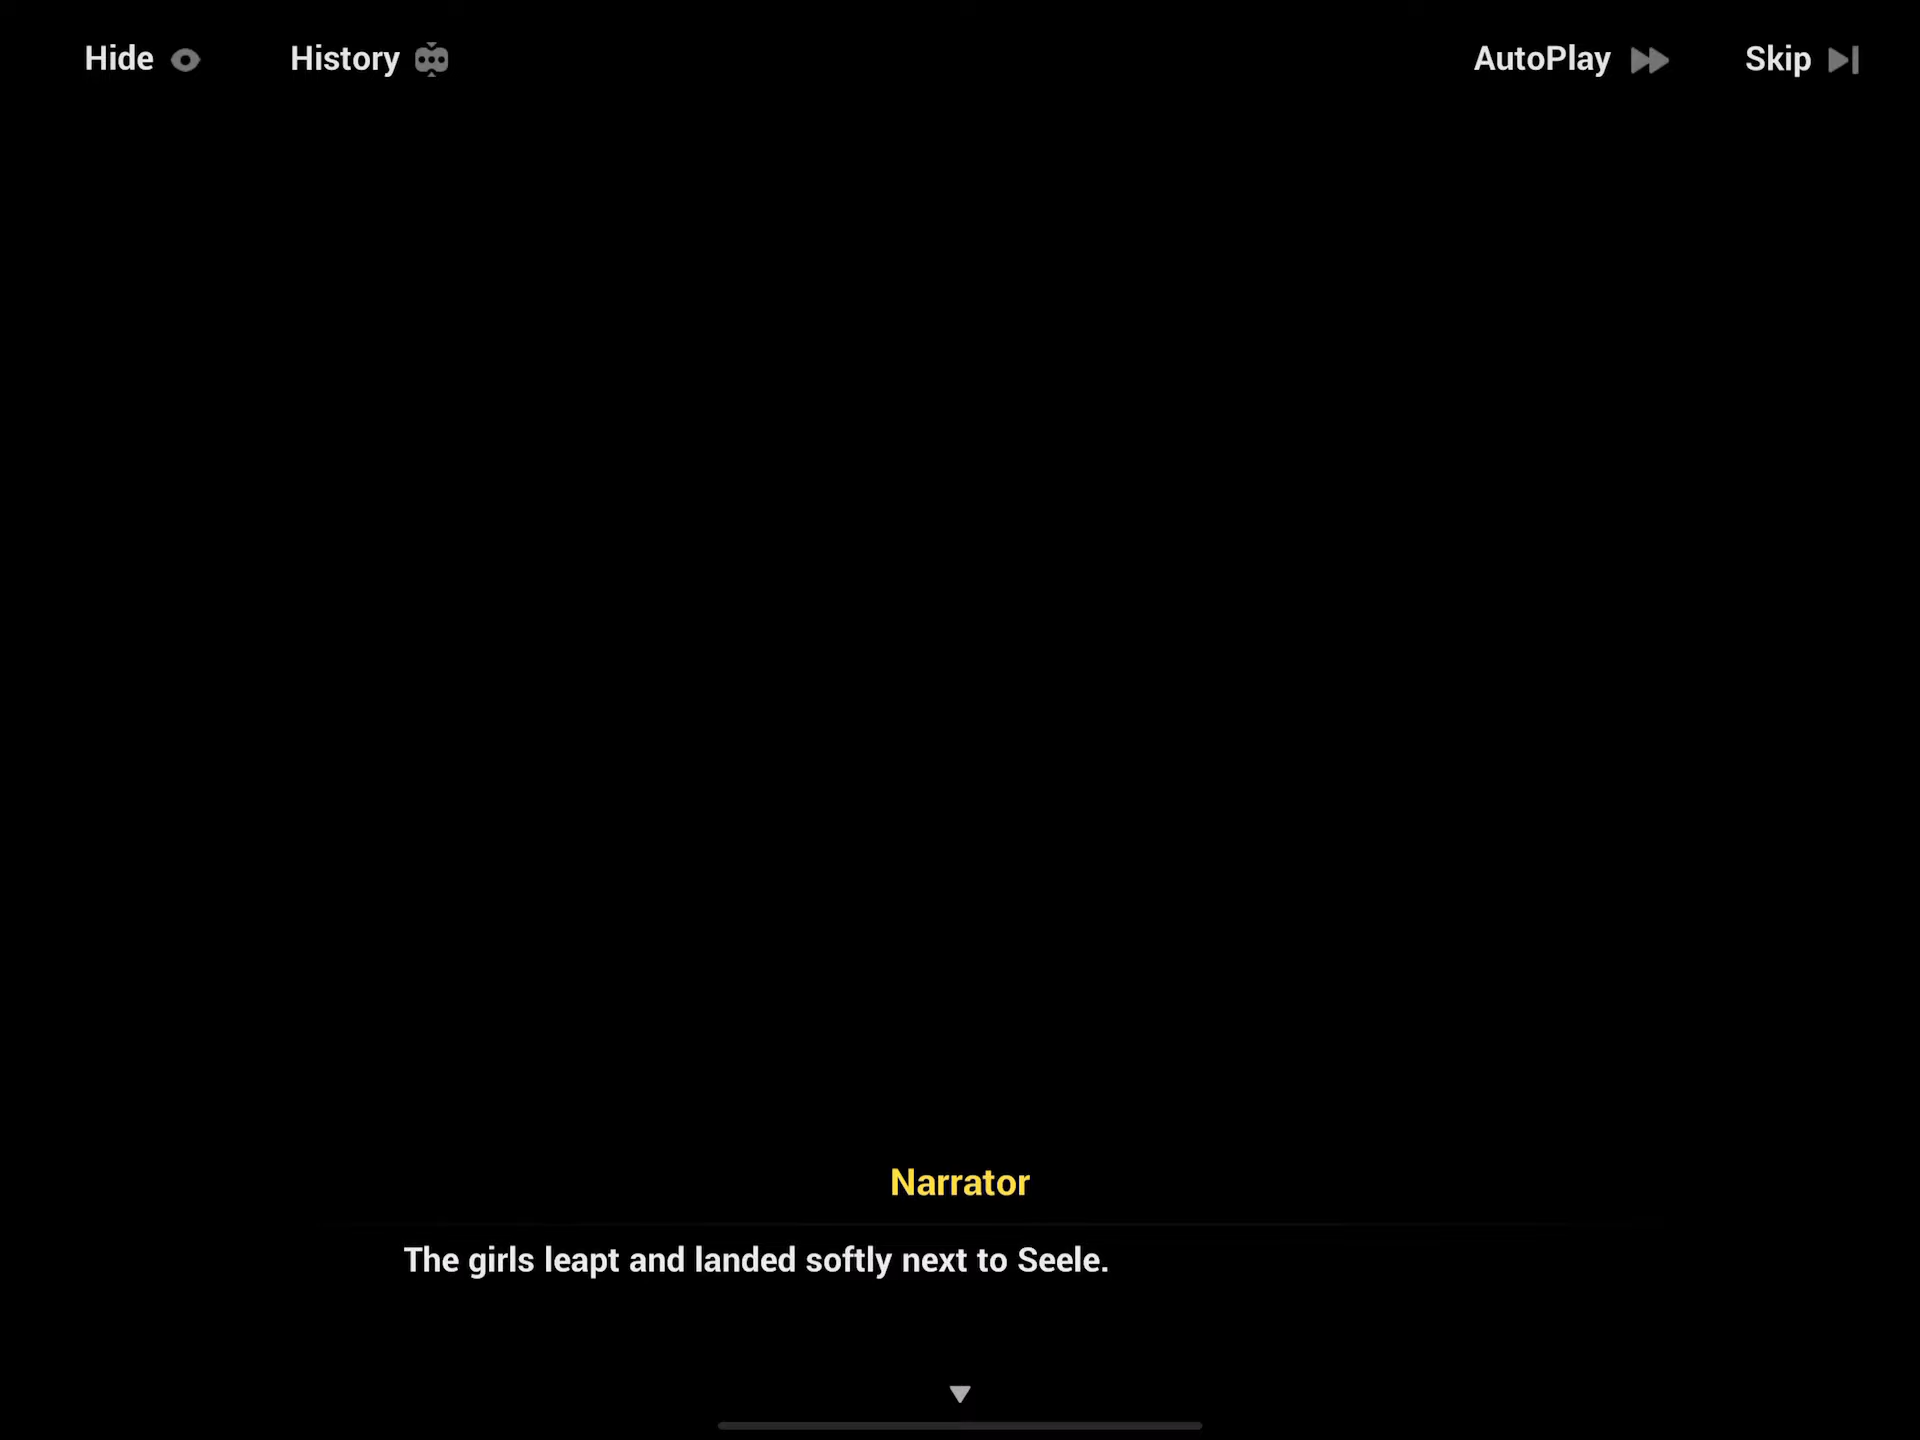 Hide
History
AutoPlay
Skip
Narrator
The girls leapt and landed softly next to Seele.